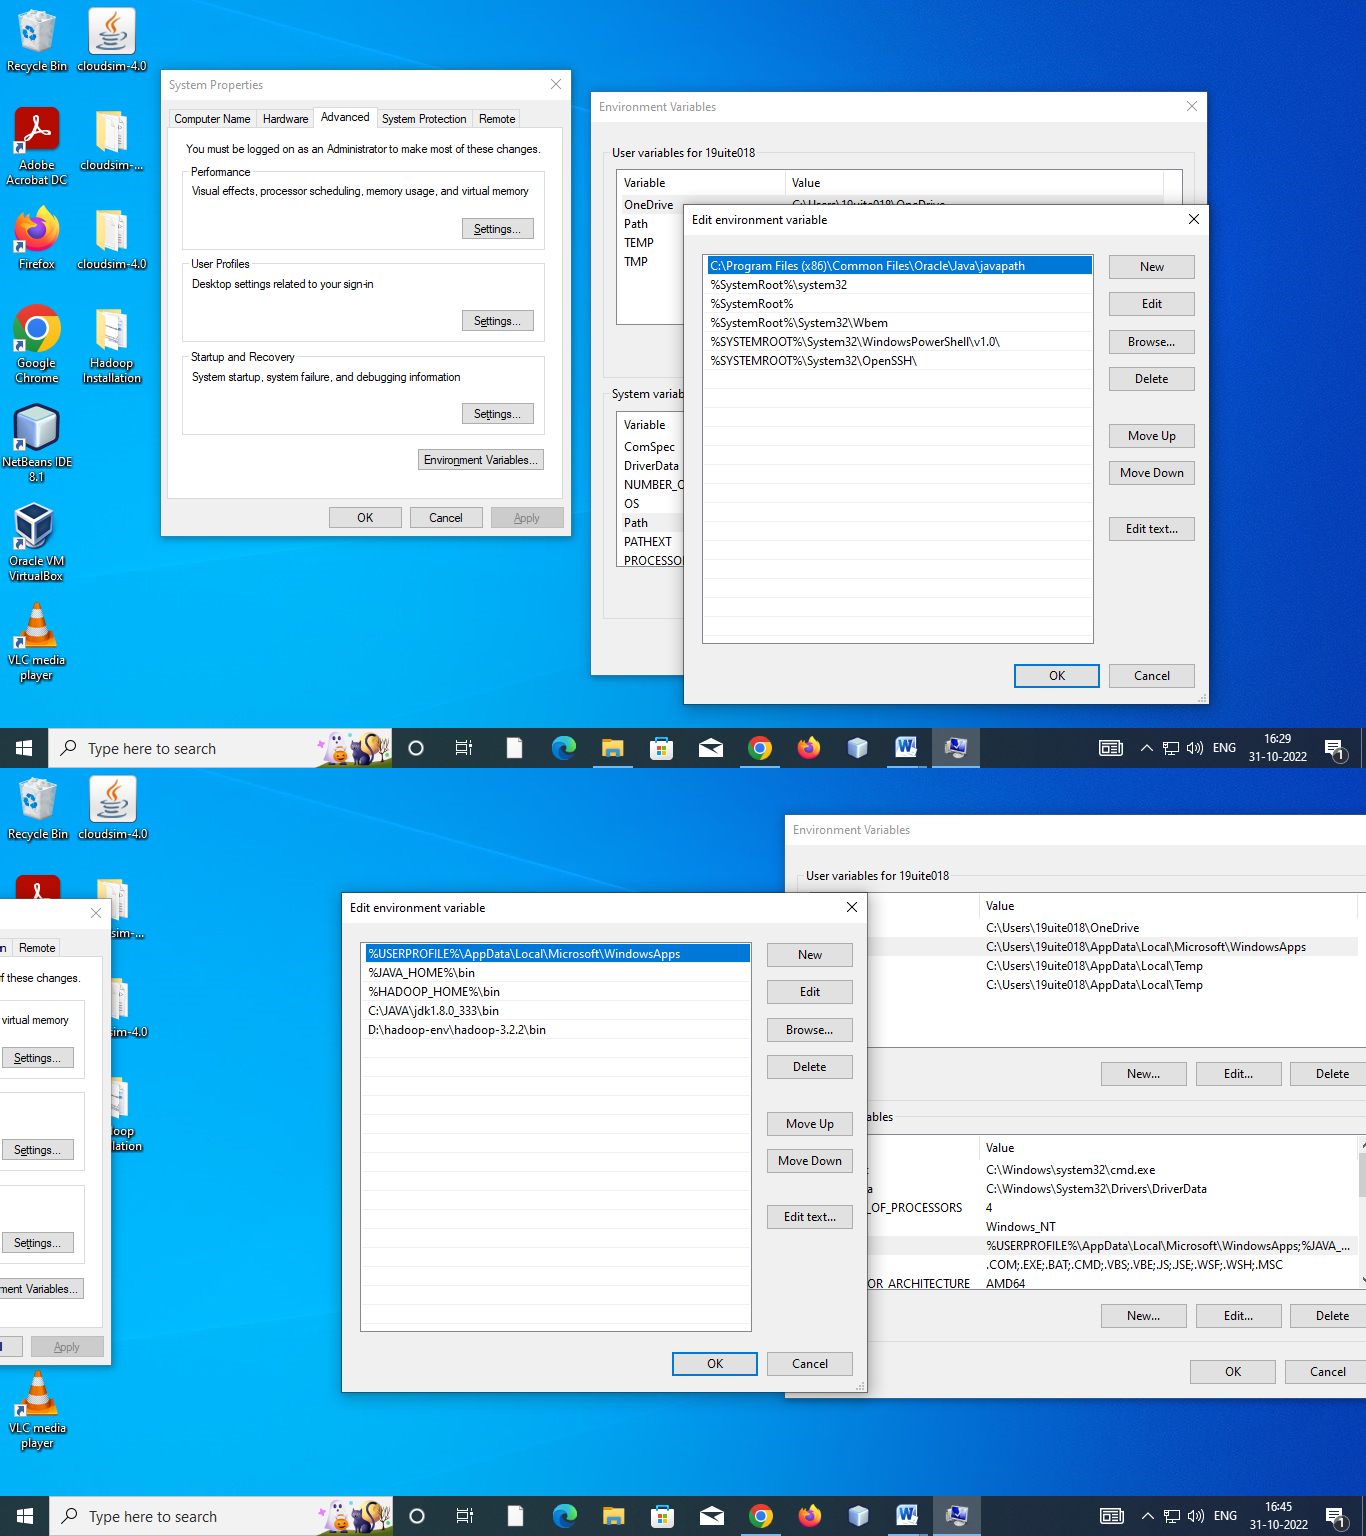 Recycle Bin
cloudsim-4.0
Adobe
Acrobat DC
cloudsim-...
Firefox
cloudsim-4.0
Google
Chrome
Hadoop
Installation
NetBeans IDE
8.1
Oracle VM
VirtualBox
VLC media
player
System Properties
Computer Name
Hardware
Advanced
System Protection
Remote
You must be logged on as an Administrator to make most of these changes.
Performance
Visual effects, processor scheduling, memory usage, and virtual memory
Settings...
User Profiles
Desktop settings related to your sign-in
Settings...
Startup and Recovery
System startup, system failure, and debugging information
Settings...
Environment Variables...
OK
Cancel
Apply
Environment Variables
User variables for 19uite018
Variable
Value
OneDrive
C:\Users\19uite018\OneDrive
Path
TEMP
TMP
System variab
Variable
ComSpec
DriverData
NUMBER_O
OS
Path
PATHEXT
PROCESSOR
Edit environment variable
C:\Program Files (x86)\Common Files\Oracle\Java\javapath
%SystemRoot%\system32
%SystemRoot%
%SystemRoot%\System32\Wbem
%SYSTEMROOT%\System32\WindowsPowerShell\v1.0\
%SYSTEMROOT%\System32\OpenSSH\
New
Edit
Browse...
Delete
Move Up
Move Down
Edit text...
OK
Cancel
Type here to search
ENG
16:29
31-10-2022
1
Recycle Bin
cloudsim-4.0
Remote
f these changes.
virtual memory
Settings...
Settings...
Settings...
ment Variables...
Apply
dsim-...
sim-4.0
loop
lation
VLC media
player
Edit environment variable
%USERPROFILE%\AppData\Local\Microsoft\WindowsApps
%JAVA_HOME%\bin
%HADOOP_HOME%\bin
C:\JAVA\jdk1.8.0_333\bin
D:\hadoop-env\hadoop-3.2.2\bin
New
Edit
Browse...
Delete
Move Up
Move Down
Edit text...
OK
Cancel
Environment Variables
User variables for 19uite018
Value
C:\Users\19uite018\OneDrive
C:\Users\19uite018\AppData\Local\Microsoft\WindowsApps
C:\Users\19uite018\AppData\Local\Temp
C:\Users\19uite018\AppData\Local\Temp
New...
Edit...
Delete
ables
Value
C:\Windows\system32\cmd.exe
a
C:\Windows\System32\Drivers\DriverData
_OF_PROCESSORS
4
Windows_NT
%USERPROFILE%\AppData\Local\Microsoft\WindowsApps;%JAVA_...
.COM;.EXE;.BAT;.CMD;.VBS;.VBE;.JS;.JSE;.WSF;.WSH;.MSC
OR_ARCHITECTURE
AMD64
New...
Edit...
Delete
OK
Cancel
Type here to search
ENG
16:45
31-10-2022
1